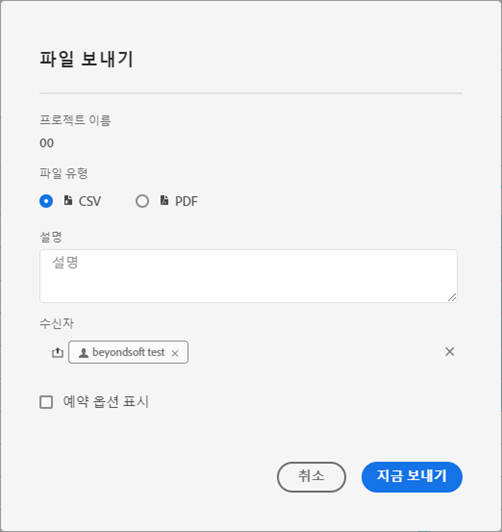 파일 보내기
프로젝트 이름
00
파일 유형
CSV PDF
설명
설명
수신자
beyondsoft test ×
예약 옵션 표시
취소 지금 보내기